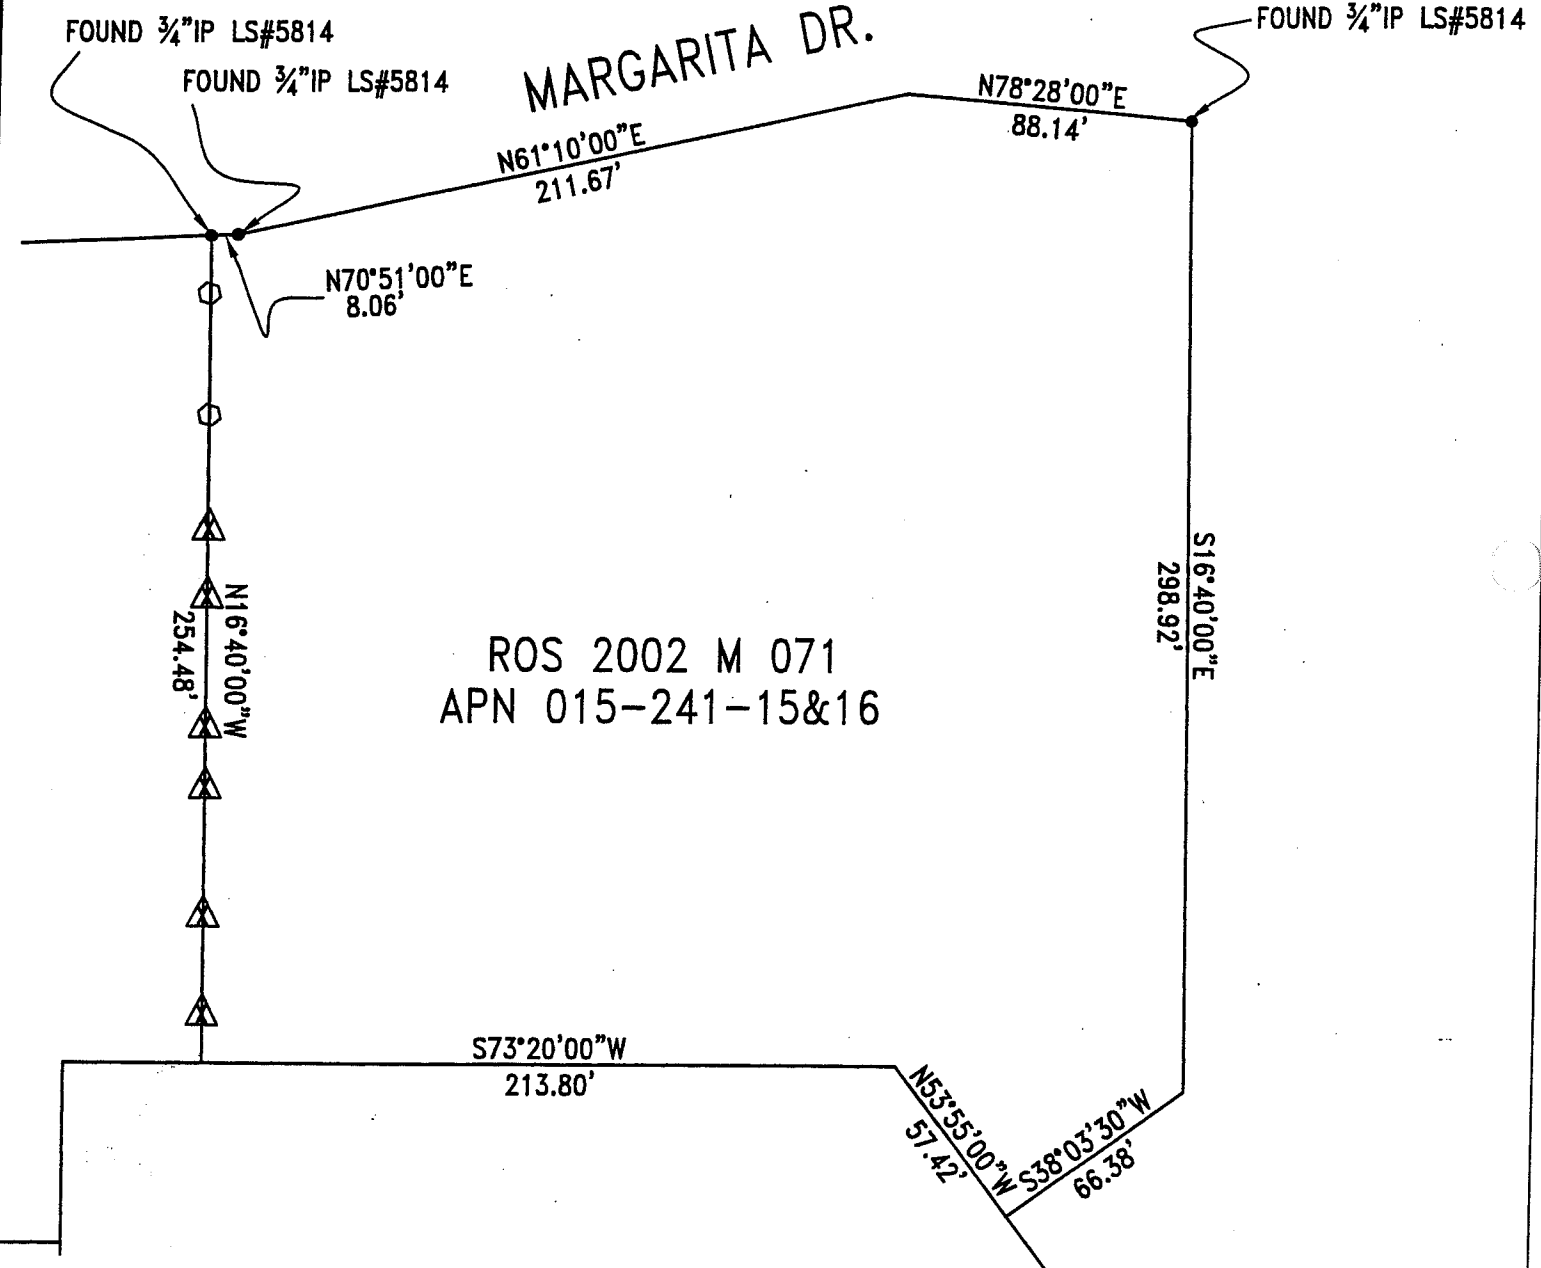 FOUND ¾"IP LS#5814
FOUND ¾"IP LS#5814
MARGARITA DR.
FOUND ¾"IP LS#5814
N78°28'00"E
88.14'
N61°10'00"E
211.67'
N70°51'00"E
8.06'
N16°40'00"W
254.48'
S16°40'00"E
298.92'
ROS 2002 M 071
APN 015-241-15&16
S73°20'00"W
213.80'
N53°55'00"W
57.42'
S38°03'30"W
66.38'